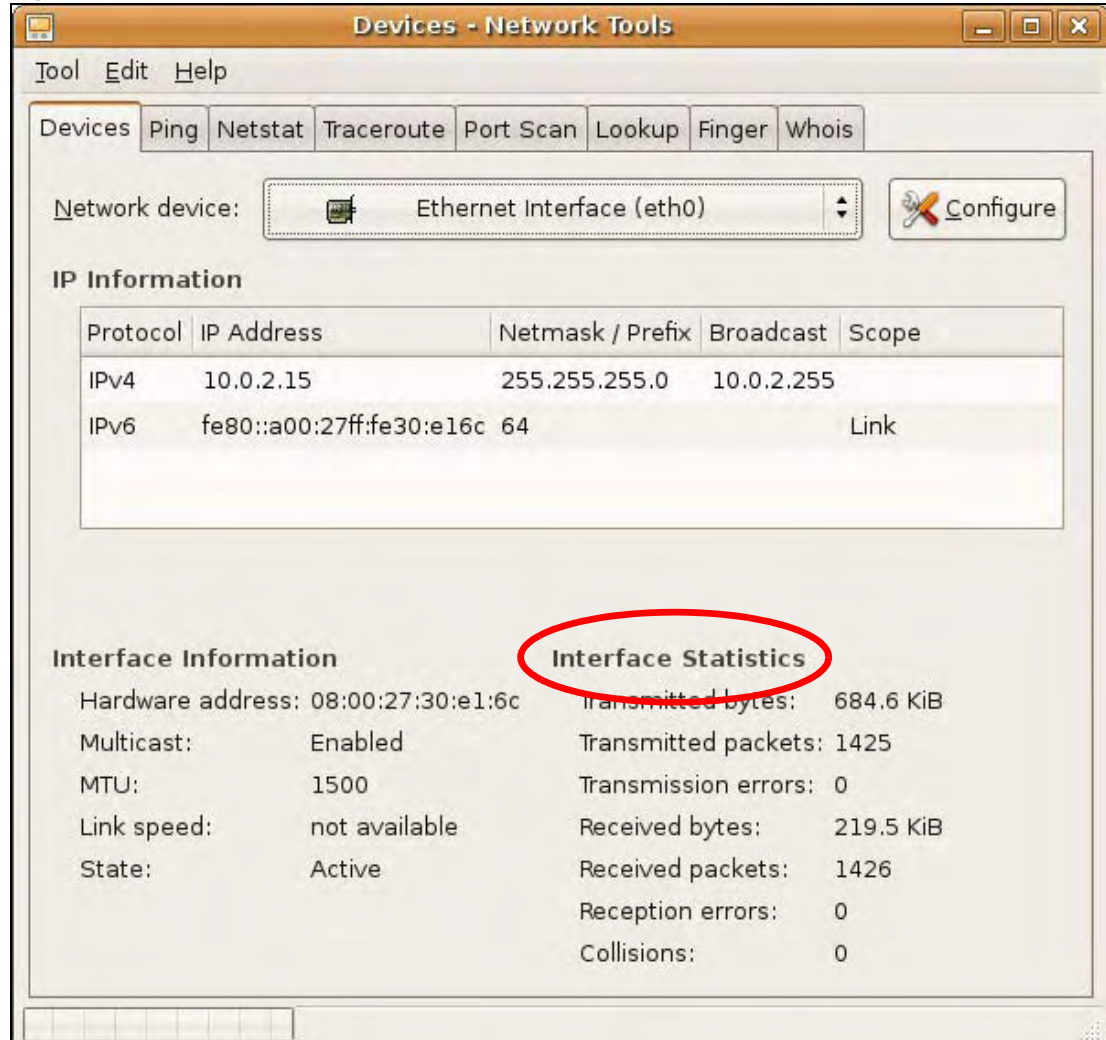 Devices - Network Tools
Tool Edit Help
Devices Ping Netstat Traceroute Port Scan Lookup Finger Whois
Network device: Ethernet Interface (eth0) Configure
IP Information
Protocol IP Address Netmask / Prefix Broadcast Scope
IPv4 10.0.2.15 255.255.255.0 10.0.2.255
IPv6 fe80::a00:27ff:fe30:e16c 64 Link
Interface Information
Hardware address: 08:00:27:30:e1:6c
Multicast: Enabled
MTU: 1500
Link speed: not available
State: Active
Interface Statistics
Transmitted bytes: 684.6 KiB
Transmitted packets: 1425
Transmission errors: 0
Received bytes: 219.5 KiB
Received packets: 1426
Reception errors: 0
Collisions: 0